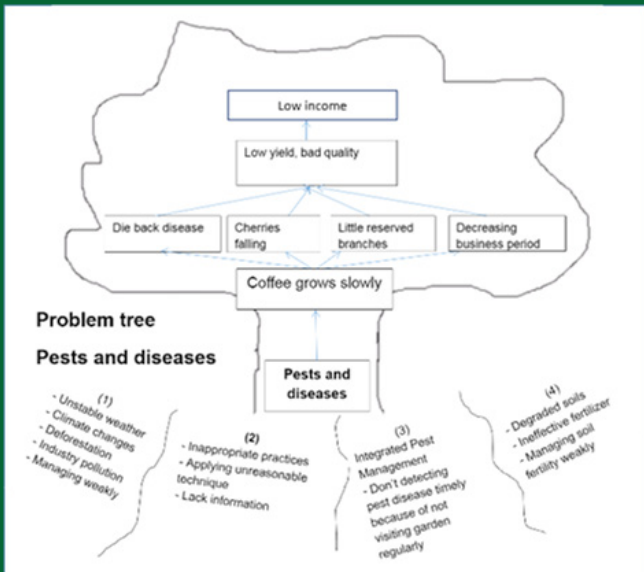 Low income
Low yield, bad quality
Die back disease
Cherries
falling
Little reserved
branches
Decreasing
business period
Coffee grows slowly
Problem tree
Pests and diseases
Pests and
diseases
(1)
- Unstable weather
- Climate changes
- Deforestation
- Industry pollution
- Managing weekly
(2)
- Inappropriate practices
- Applying unreasonable
technique
- Lack information
(3)
Integrated Pest
Management
- Don't detecting
pest disease timely
because of not
visiting garden
regularly
(4)
- Degraded soils
- Ineffective fertilizer
- Managing soil
fertility weakly